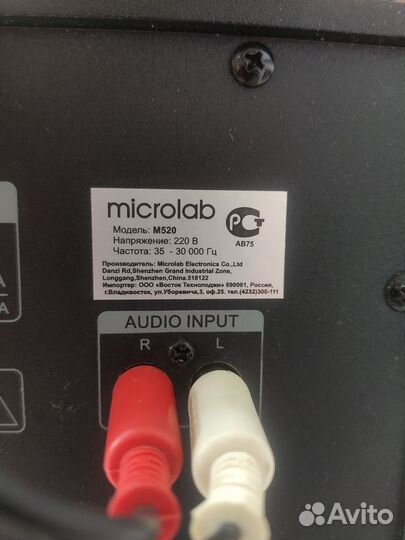 microlab
Модель: M520
Напряжение: 220 В
Частота: 35 - 30 000 Гц
РСТ
АВ75
Производитель: Microlab Electronics Co.,Ltd
Danzi Rd,Shenzhen Grand Industrial Zone,
Longgang,Shenzhen,China.518122
Импортер: ООО «Восток Технолоджи» 690091, Россия,
г.Владивосток, ул.Уборевича,3, оф.25. тел.(4232)300-111
A
A
AUDIO INPUT
R L
Avito